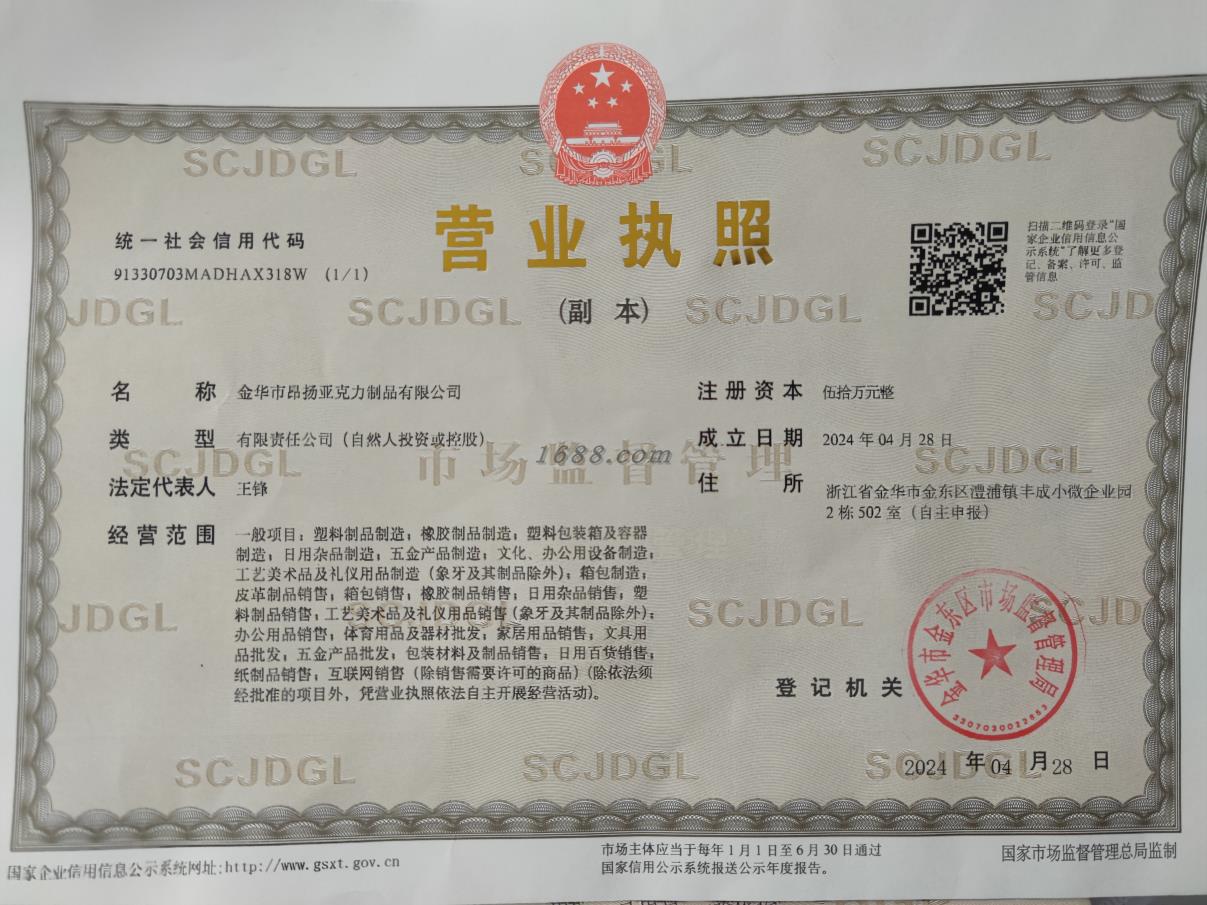 SCJDGL
SCJDGL
SCJDGL
营业执照
(副 本)
统一社会信用代码
91330703MADHAX318W (1/1)
扫描二维码登录“国
家企业信用信息公
示系统”了解更多登
记、备案、许可、监
管信息
JDGL
SCJDGL
SCJDGL
SCJD
名 称 金华市昂扬亚克力制品有限公司
注册资本 伍拾万元整
类 型 有限责任公司（自然人投资或控股）
成立日期 2024 年 04 月 28 日
SCJDGL
市场监督管理
1688.com
SCJDGL
法定代表人 王锋
住 所 浙江省金华市金东区澧浦镇丰成小微企业园
2 栋 502 室（自主申报）
经营范围 一般项目：塑料制品制造；橡胶制品制造；塑料包装箱及容器
制造；日用杂品制造；五金产品制造；文化、办公用设备制造；
工艺美术品及礼仪用品制造（象牙及其制品除外）；箱包制造；
皮革制品销售；箱包销售；橡胶制品销售；日用杂品销售；塑
料制品销售；工艺美术品及礼仪用品销售（象牙及其制品除外）；
办公用品销售；体育用品及器材批发；家居用品销售；文具用
品批发；五金产品批发；包装材料及制品销售；日用百货销售；
纸制品销售；互联网销售（除销售需要许可的商品）（除依法须
经批准的项目外，凭营业执照依法自主开展经营活动）。
JDGL
SCJDGL
SCJDGL
SCJD
金华市金东区市场监督管理局
3307030022653
登记机关
SCJDGL
SCJDGL
SCJDGL
2024 年 04 月 28 日
国家企业信用信息公示系统网址:http://www.gsxt.gov.cn
市场主体应当于每年 1 月 1 日至 6 月 30 日通过
国家信用公示系统报送公示年度报告。
国家市场监督管理总局监制